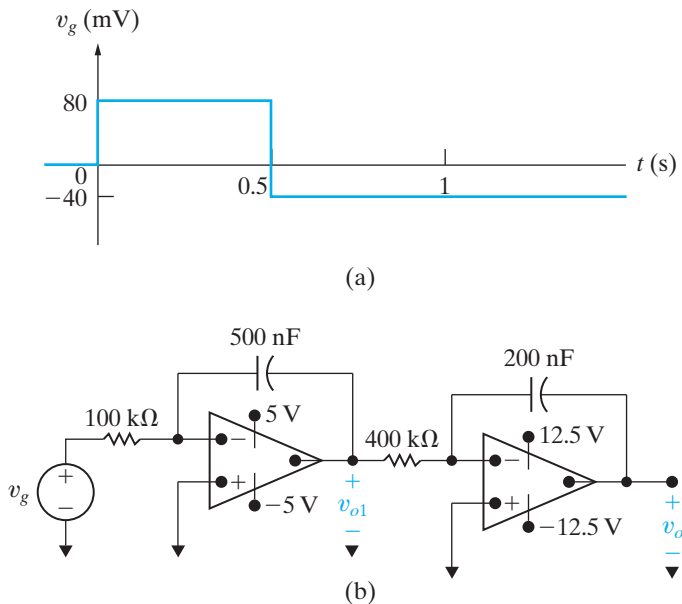 v_g (mV)
80
0
0.5
1
t (s)
−40
(a)
500 nF
200 nF
100 kΩ
5 V
400 kΩ
12.5 V
−
−
+
+
+
v_g
−
+
−5 V
v_o1
−
+
−12.5 V
v_o
−
(b)